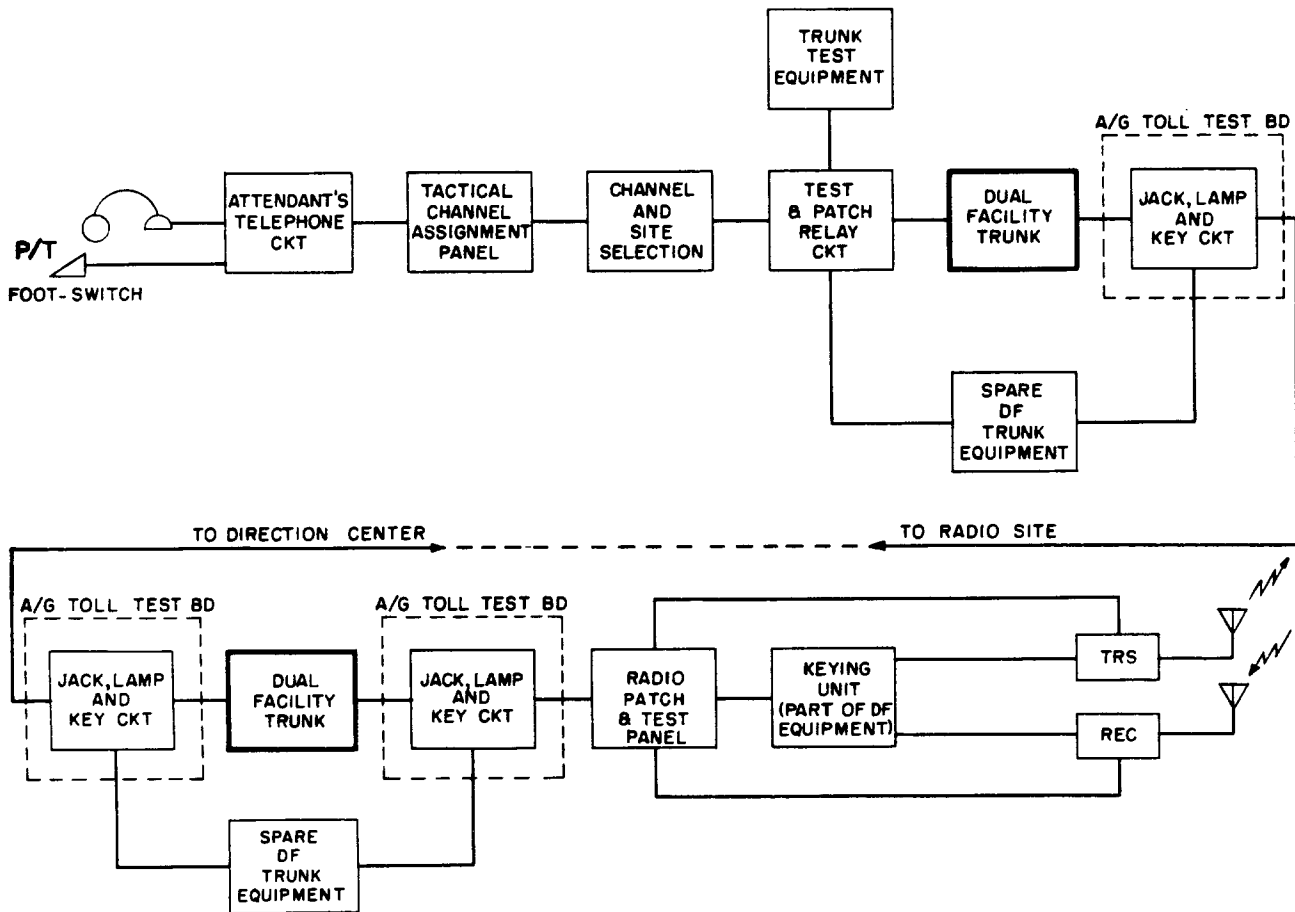 TRUNK
TEST
EQUIPMENT
A/G TOLL TEST BD
P/T
FOOT-SWITCH
ATTENDANT'S
TELEPHONE
CKT
TACTICAL
CHANNEL
ASSIGNMENT
PANEL
CHANNEL
AND
SITE
SELECTION
TEST
& PATCH
RELAY
CKT
DUAL
FACILITY
TRUNK
JACK, LAMP
AND
KEY CKT
SPARE
DF
TRUNK
EQUIPMENT
TO DIRECTION CENTER
TO RADIO SITE
A/G TOLL TEST BD
JACK, LAMP
AND
KEY CKT
DUAL
FACILITY
TRUNK
A/G TOLL TEST BD
JACK, LAMP
AND
KEY CKT
RADIO
PATCH
& TEST
PANEL
KEYING
UNIT
(PART OF DF
EQUIPMENT)
TRS
REC
SPARE
DF
TRUNK
EQUIPMENT